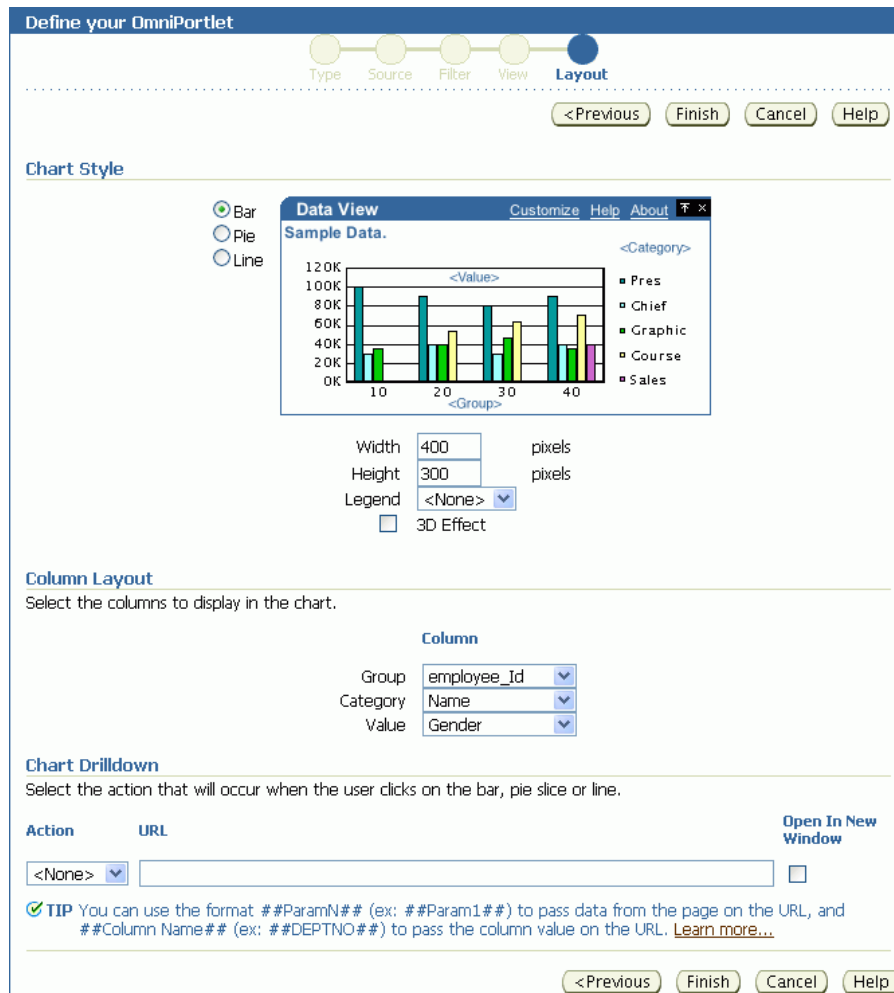 Define your OmniPortlet
Type Source Filter View Layout
<Previous Finish Cancel Help
Chart Style
Bar
Pie
Line
Data View Customize Help About
Sample Data.
<Category>
<Value>
120K
100K
80K
60K
40K
20K
0K
10 20 30 40
<Group>
Pres
Chief
Graphic
Course
Sales
Width 400 pixels
Height 300 pixels
Legend <None>
3D Effect
Column Layout
Select the columns to display in the chart.
Column
Group employee_Id
Category Name
Value Gender
Chart Drilldown
Select the action that will occur when the user clicks on the bar, pie slice or line.
Action URL Open In New Window
<None>
TIP You can use the format ##ParamN## (ex: ##Param1##) to pass data from the page on the URL, and
##Column Name## (ex: ##DEPTNO##) to pass the column value on the URL. Learn more...
<Previous Finish Cancel Help